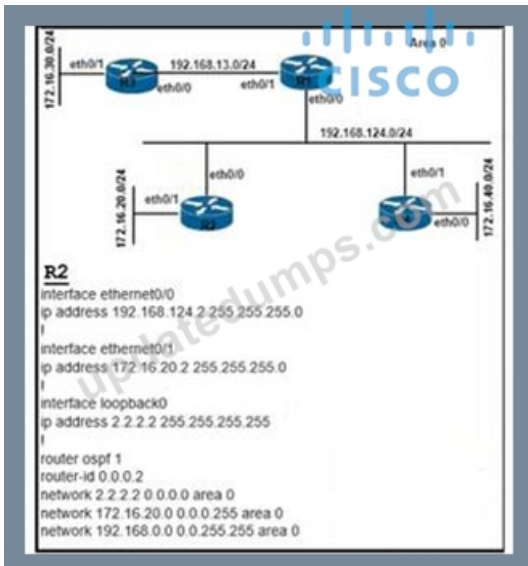 Area 0
CISCO
172.16.30.0/24
eth0/1
192.168.13.0/24
R3
eth0/0
eth0/1
R1
eth0/0
192.168.124.0/24
172.16.20.0/24
eth0/1
eth0/0
R2
eth0/1
eth0/0
172.16.40.0/24
updatedumps.com
R2
interface ethernet0/0
ip address 192.168.124.2 255.255.255.0
!
interface ethernet0/1
ip address 172.16.20.2 255.255.255.0
!
interface loopback0
ip address 2.2.2.2 255.255.255.255
!
router ospf 1
router-id 0.0.0.2
network 2.2.2.2 0.0.0.0 area 0
network 172.16.20.0 0.0.0.255 area 0
network 192.168.0.0 0.0.255.255 area 0